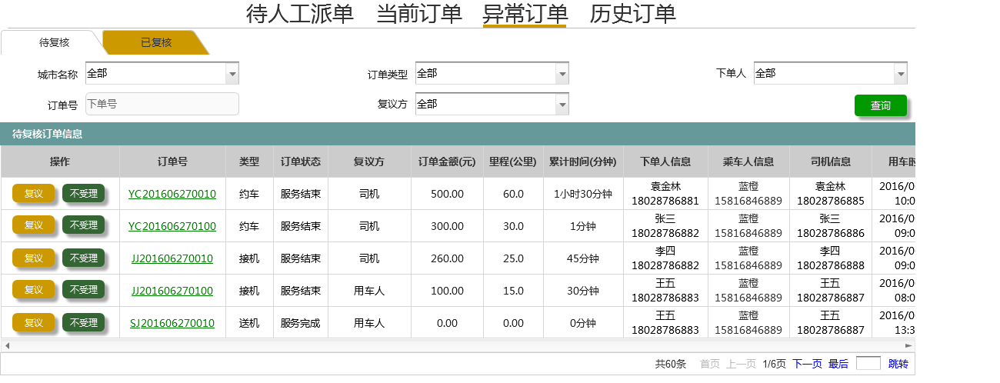 待人工派单 当前订单 异常订单 历史订单
待复核 已复核
城市名称 全部 订单类型 全部 下单人 全部
订单号 下单号 复议方 全部 查询
待复核订单信息
操作 订单号 类型 订单状态 复议方 订单金额(元) 里程(公里) 累计时间(分钟) 下单人信息 乘车人信息 司机信息 用车时
复议 不受理 YC201606270010 约车 服务结束 司机 500.00 60.0 1小时30分钟 袁金林 蓝橙 袁金林 2016/0
18028786881 15816846889 18028786885 10:0
复议 不受理 YC201606270100 约车 服务结束 司机 300.00 30.0 1分钟 张三 蓝橙 张三 2016/0
18028786882 15816846889 18028786886 09:0
复议 不受理 JJ201606270010 接机 服务结束 司机 260.00 25.0 45分钟 李四 蓝橙 李四 2016/0
18028786882 15816846889 18028786888 09:0
复议 不受理 JJ201606270100 接机 服务结束 用车人 100.00 15.0 30分钟 王五 蓝橙 王五 2016/0
18028786883 15816846889 18028786887 08:0
复议 不受理 SJ201606270010 送机 服务完成 用车人 0.00 0.00 0分钟 王五 蓝橙 王五 2016/0
18028786883 15816846889 18028786887 13:3
共60条 首页 上一页 1/6页 下一页 最后 跳转